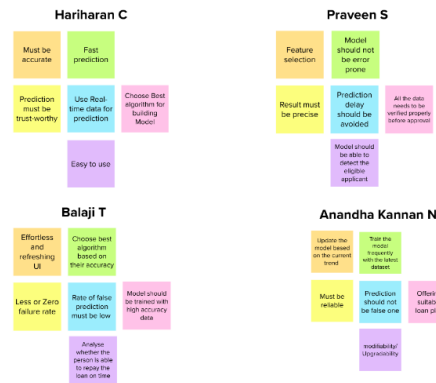 Hariharan C
Must be
accurate
Fast
prediction
Prediction
must be
trust-worthy
Use Real-
time data for
prediction
Choose Best
algorithm for
building
Model
Easy to use
Praveen S
Feature
selection
Model
should not
be error
prone
Result must
be precise
Prediction
delay
should be
avoided
All the data
needs to be
verified properly
before approval
Model should
be able to
detect the
eligible
applicant
Balaji T
Effortless
and
refreshing
UI
Choose best
algorithm
based on
their accuracy
Less or Zero
failure rate
Rate of false
prediction
must be low
Model should
be trained with
high accuracy
data
Analyse
whether the
person is able
to repay the
loan on time
Anandha Kannan N
Update the
model based
on the current
trend
Train the
model
frequently
with the latest
dataset
Must be
reliable
Prediction
should not
be false one
Offerin
suitab
loan pl
modifiability/
Upgradability